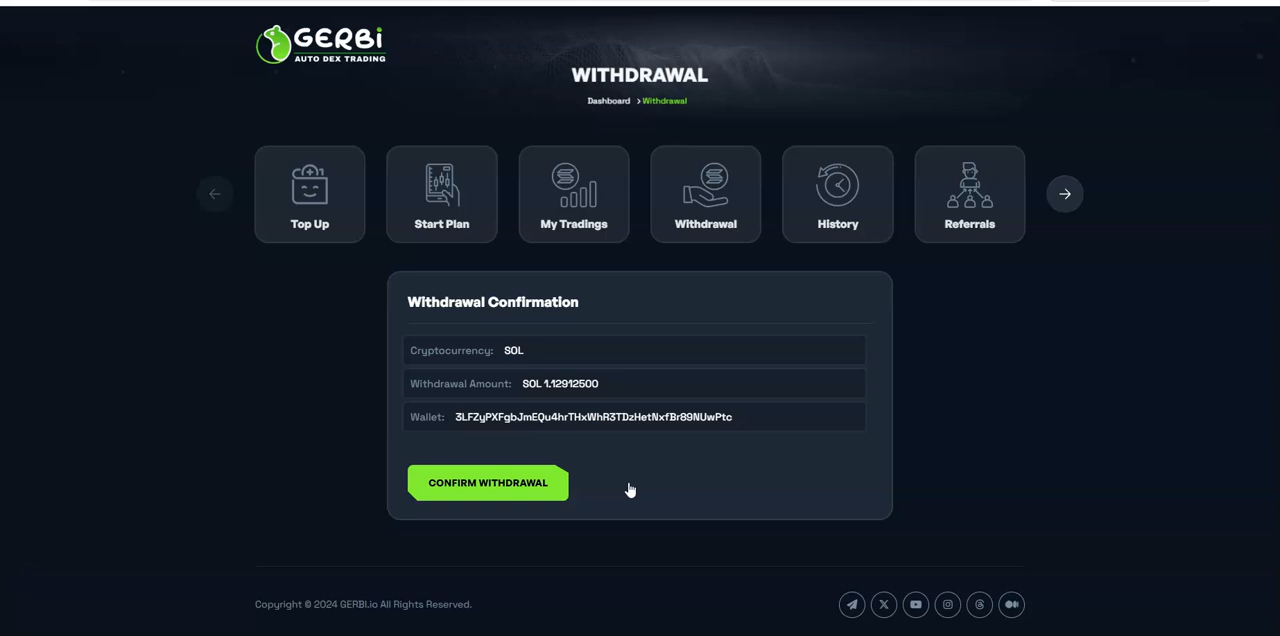 GERBi
AUTO DEX TRADING
WITHDRAWAL
Dashboard > Withdrawal
Top Up
Start Plan
My Tradings
Withdrawal
History
Referrals
Withdrawal Confirmation
Cryptocurrency: SOL
Withdrawal Amount: SOL 1.12912500
Wallet: 3LFZyPXFgbJmEQu4hrTHxWhR3TDzHetNxfBr89NUwPtc
CONFIRM WITHDRAWAL
Copyright © 2024 GERBI.io All Rights Reserved.